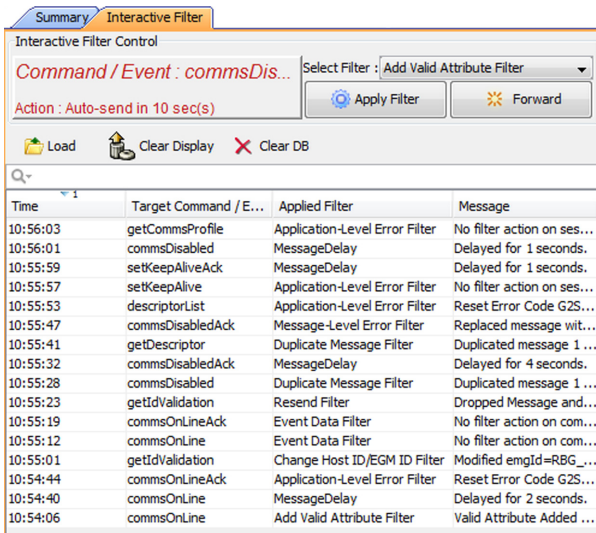 Summary Interactive Filter
Interactive Filter Control
Command / Event : commsDis...
Select Filter : Add Valid Attribute Filter
Action : Auto-send in 10 sec(s)
Apply Filter Forward
Load Clear Display Clear DB
1
Time Target Command / E... Applied Filter Message
10:56:03 getCommsProfile Application-Level Error Filter No filter action on ses...
10:56:01 commsDisabled MessageDelay Delayed for 1 seconds.
10:55:59 setKeepAliveAck MessageDelay Delayed for 1 seconds.
10:55:57 setKeepAlive Application-Level Error Filter No filter action on ses...
10:55:53 descriptorList Application-Level Error Filter Reset Error Code G2S...
10:55:47 commsDisabledAck Message-Level Error Filter Replaced message wit...
10:55:41 getDescriptor Duplicate Message Filter Duplicated message 1 ...
10:55:32 commsDisabledAck MessageDelay Delayed for 4 seconds.
10:55:28 commsDisabled Duplicate Message Filter Duplicated message 1 ...
10:55:23 getIdValidation Resend Filter Dropped Message and...
10:55:19 commsOnLineAck Event Data Filter No filter action on com...
10:55:12 commsOnLine Event Data Filter No filter action on com...
10:55:01 getIdValidation Change Host ID/EGM ID Filter Modified emgId=RBG_...
10:54:44 commsOnLineAck Application-Level Error Filter Reset Error Code G2S...
10:54:40 commsOnLine MessageDelay Delayed for 2 seconds.
10:54:06 commsOnLine Add Valid Attribute Filter Valid Attribute Added ...